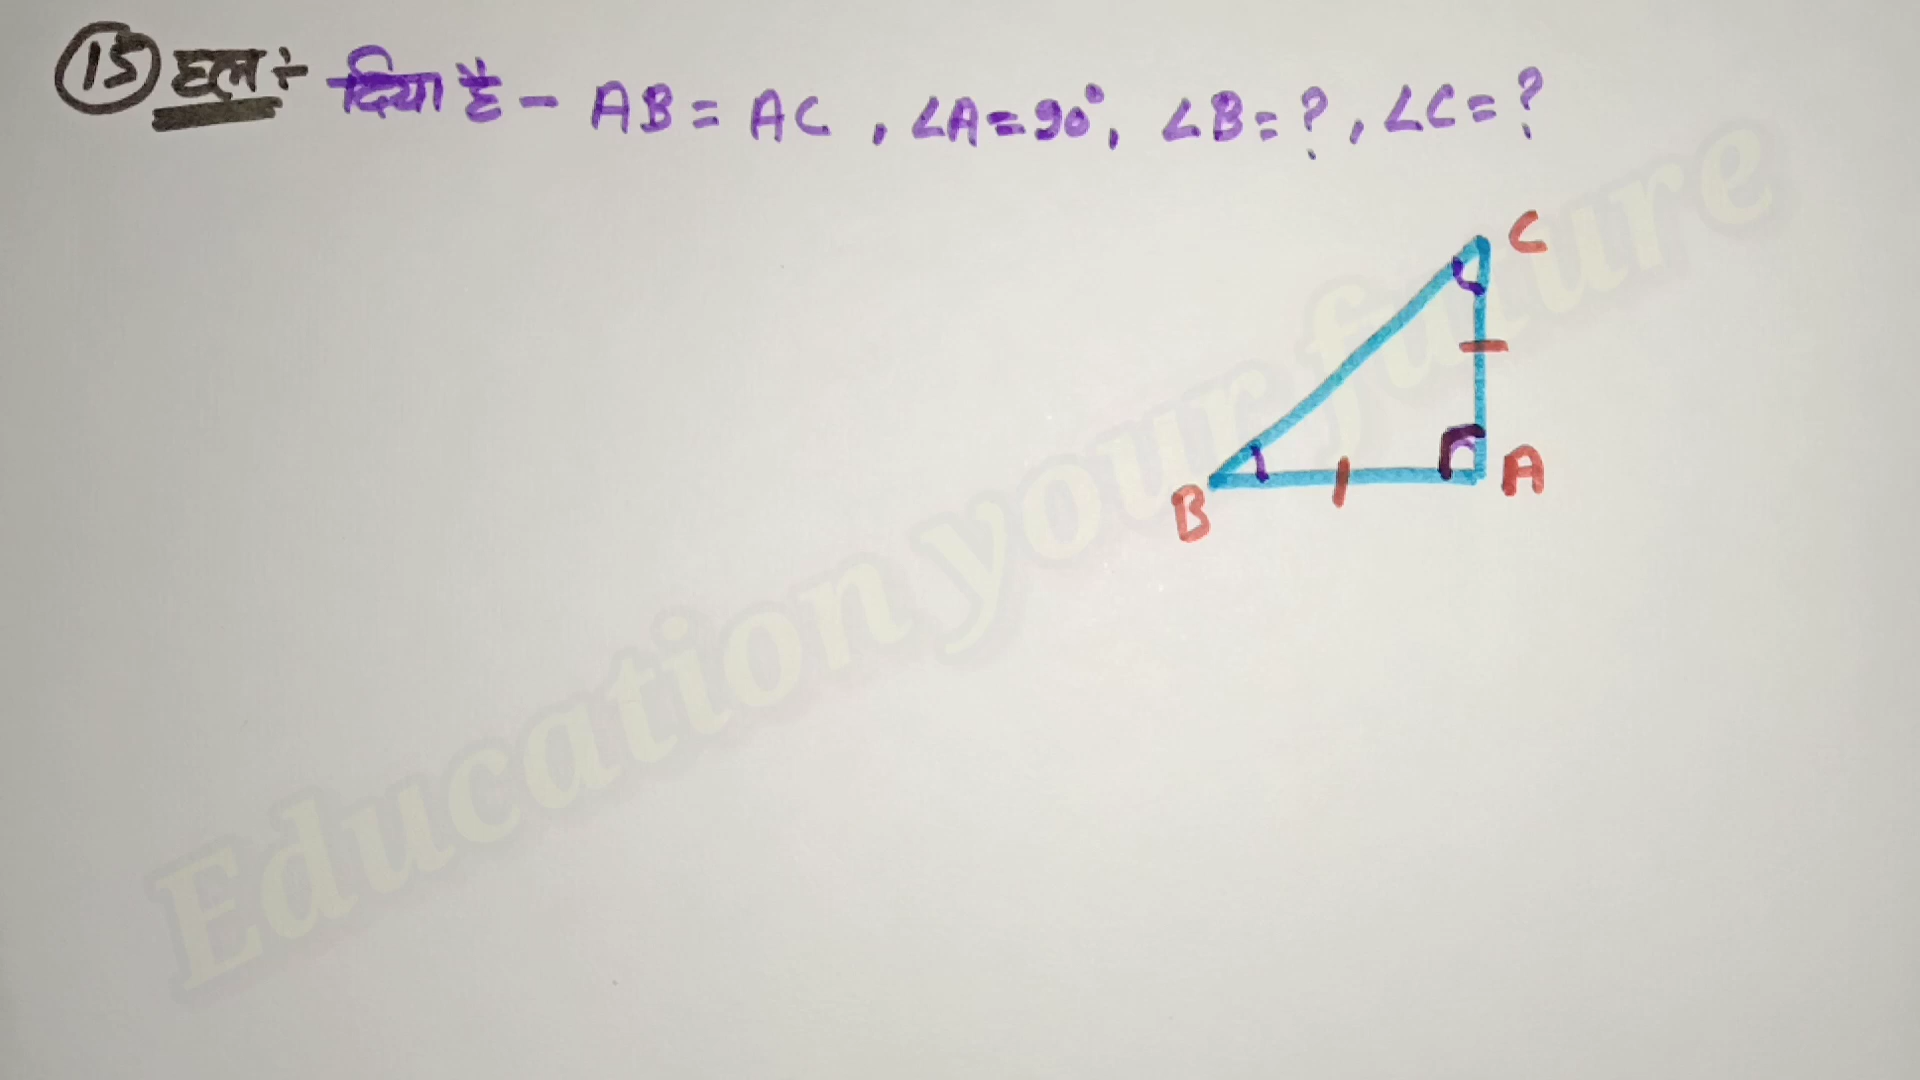 15 हल ÷ दिया है - AB = AC , ∠A = 90°, ∠B = ? , ∠C = ?
C
A
B
Education your future